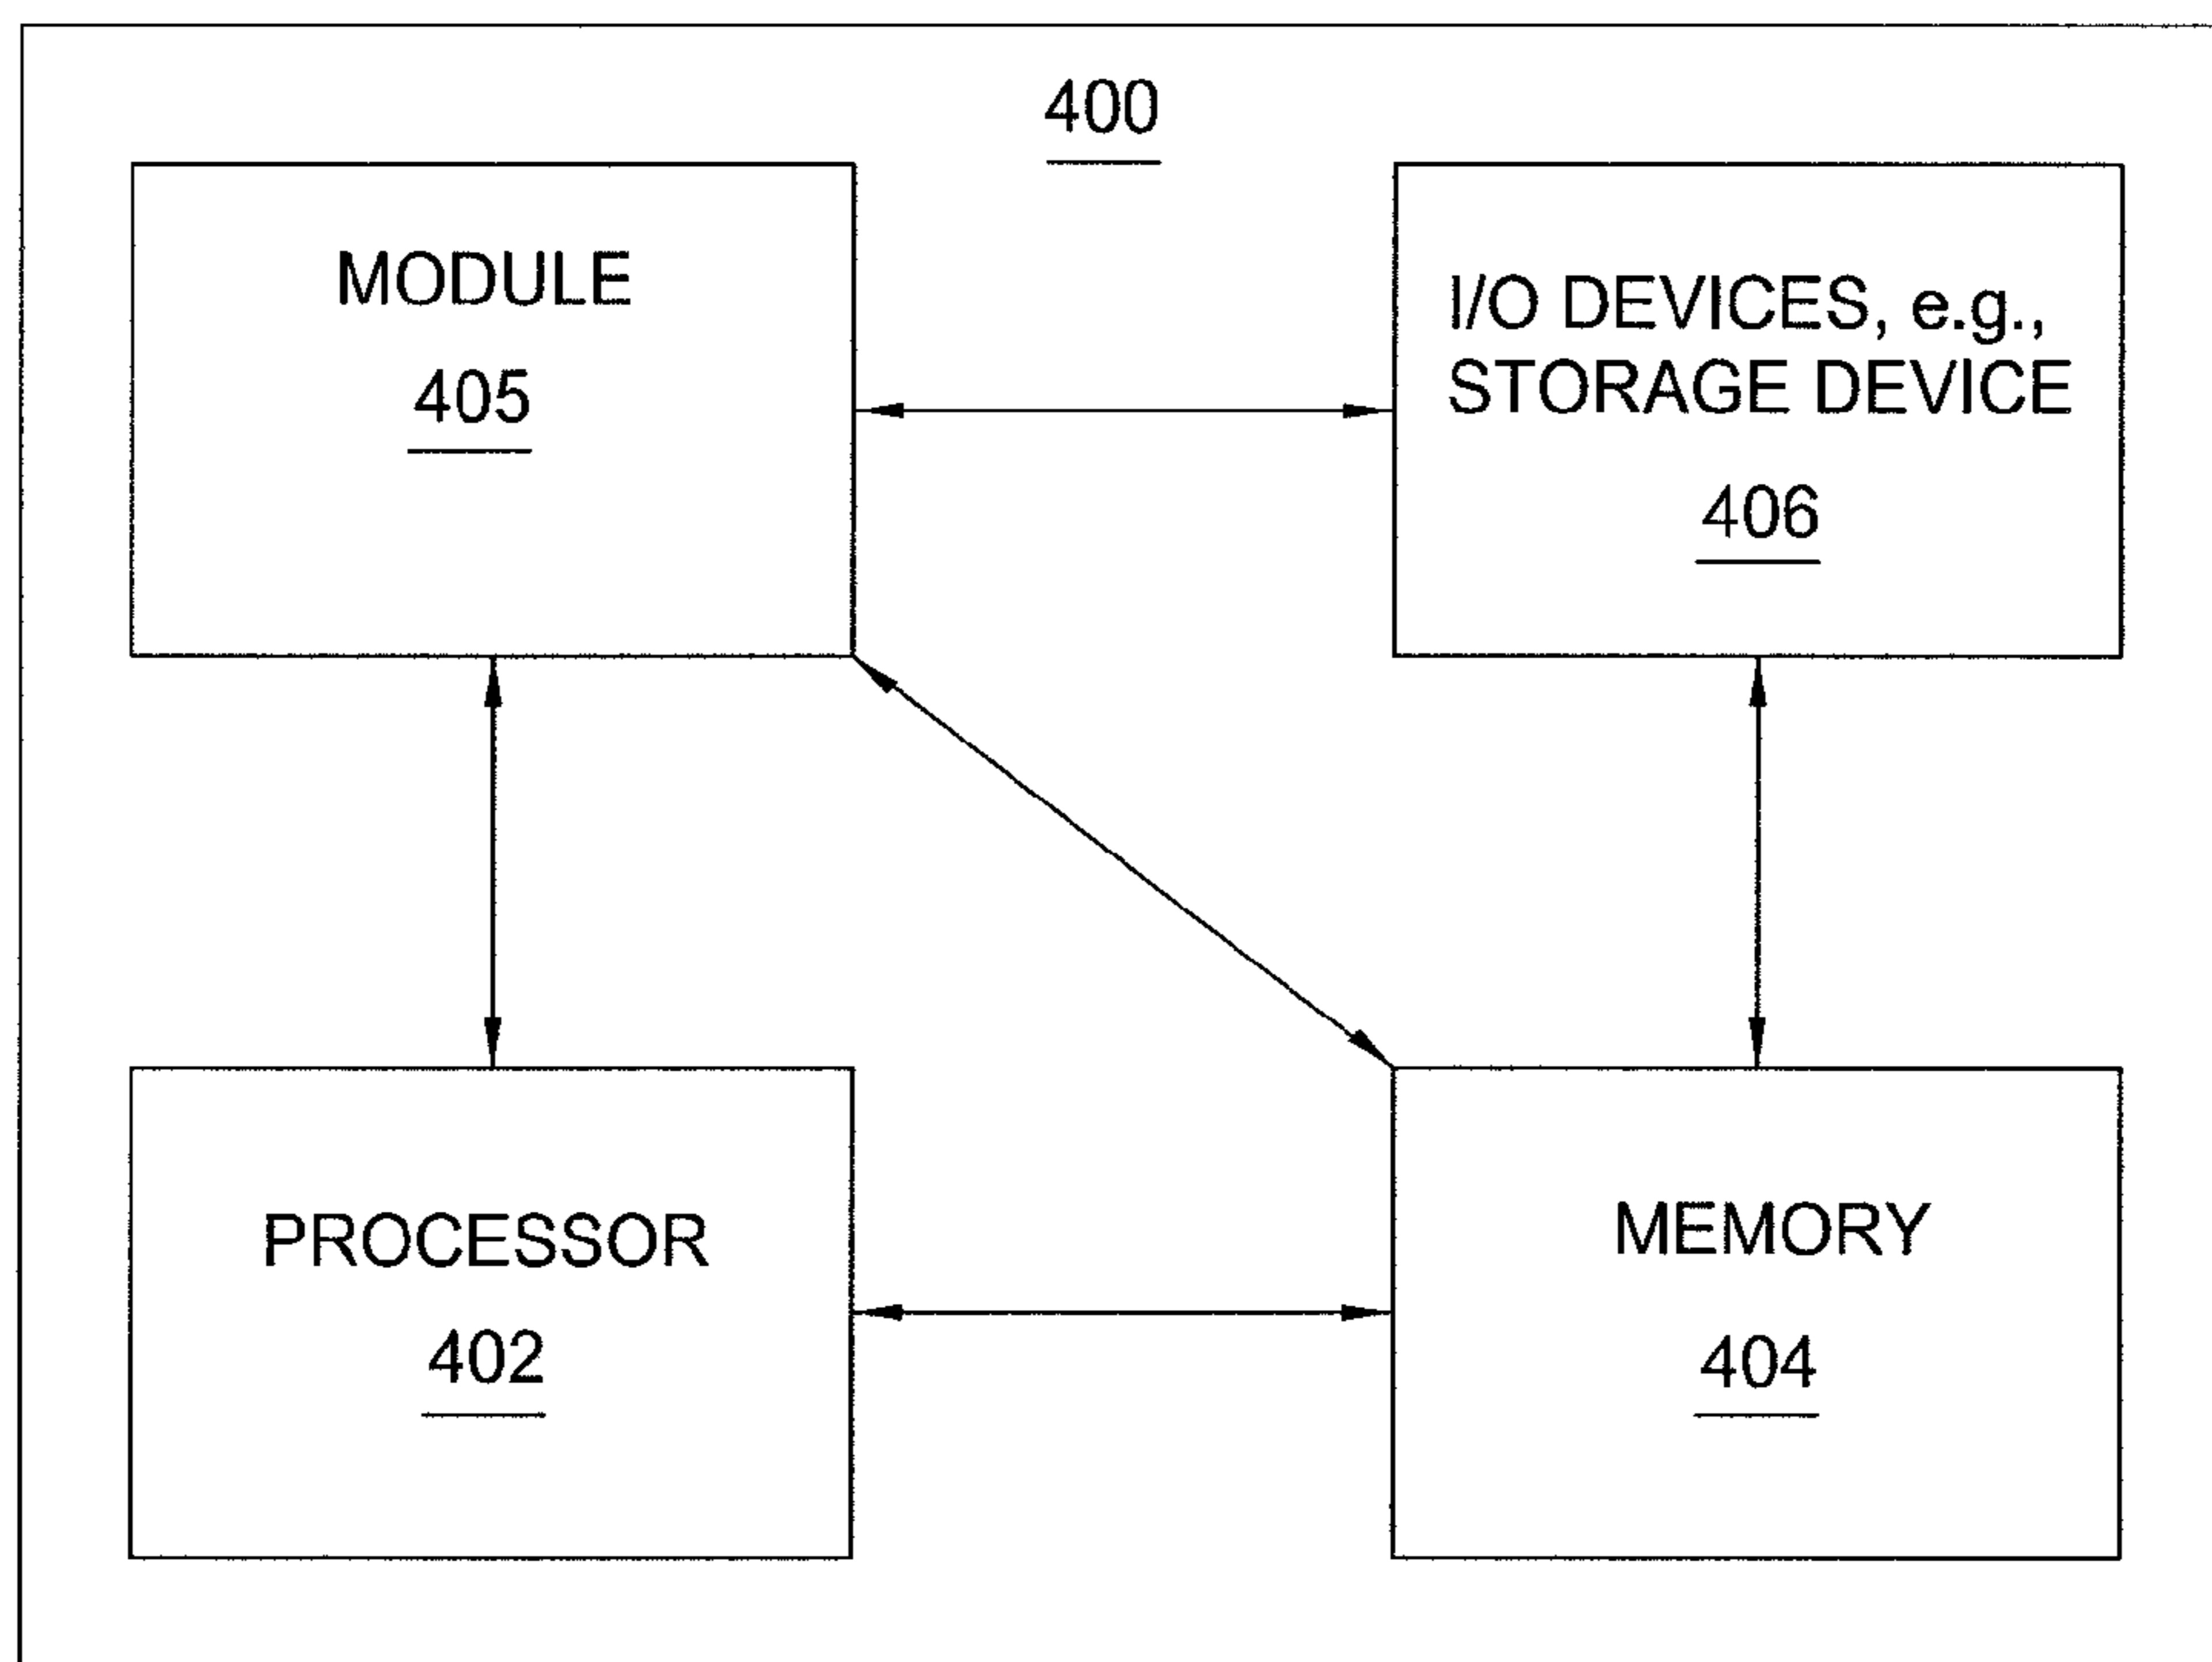 400
MODULE
405
I/O DEVICES, e.g.,
STORAGE DEVICE
406
PROCESSOR
402
MEMORY
404